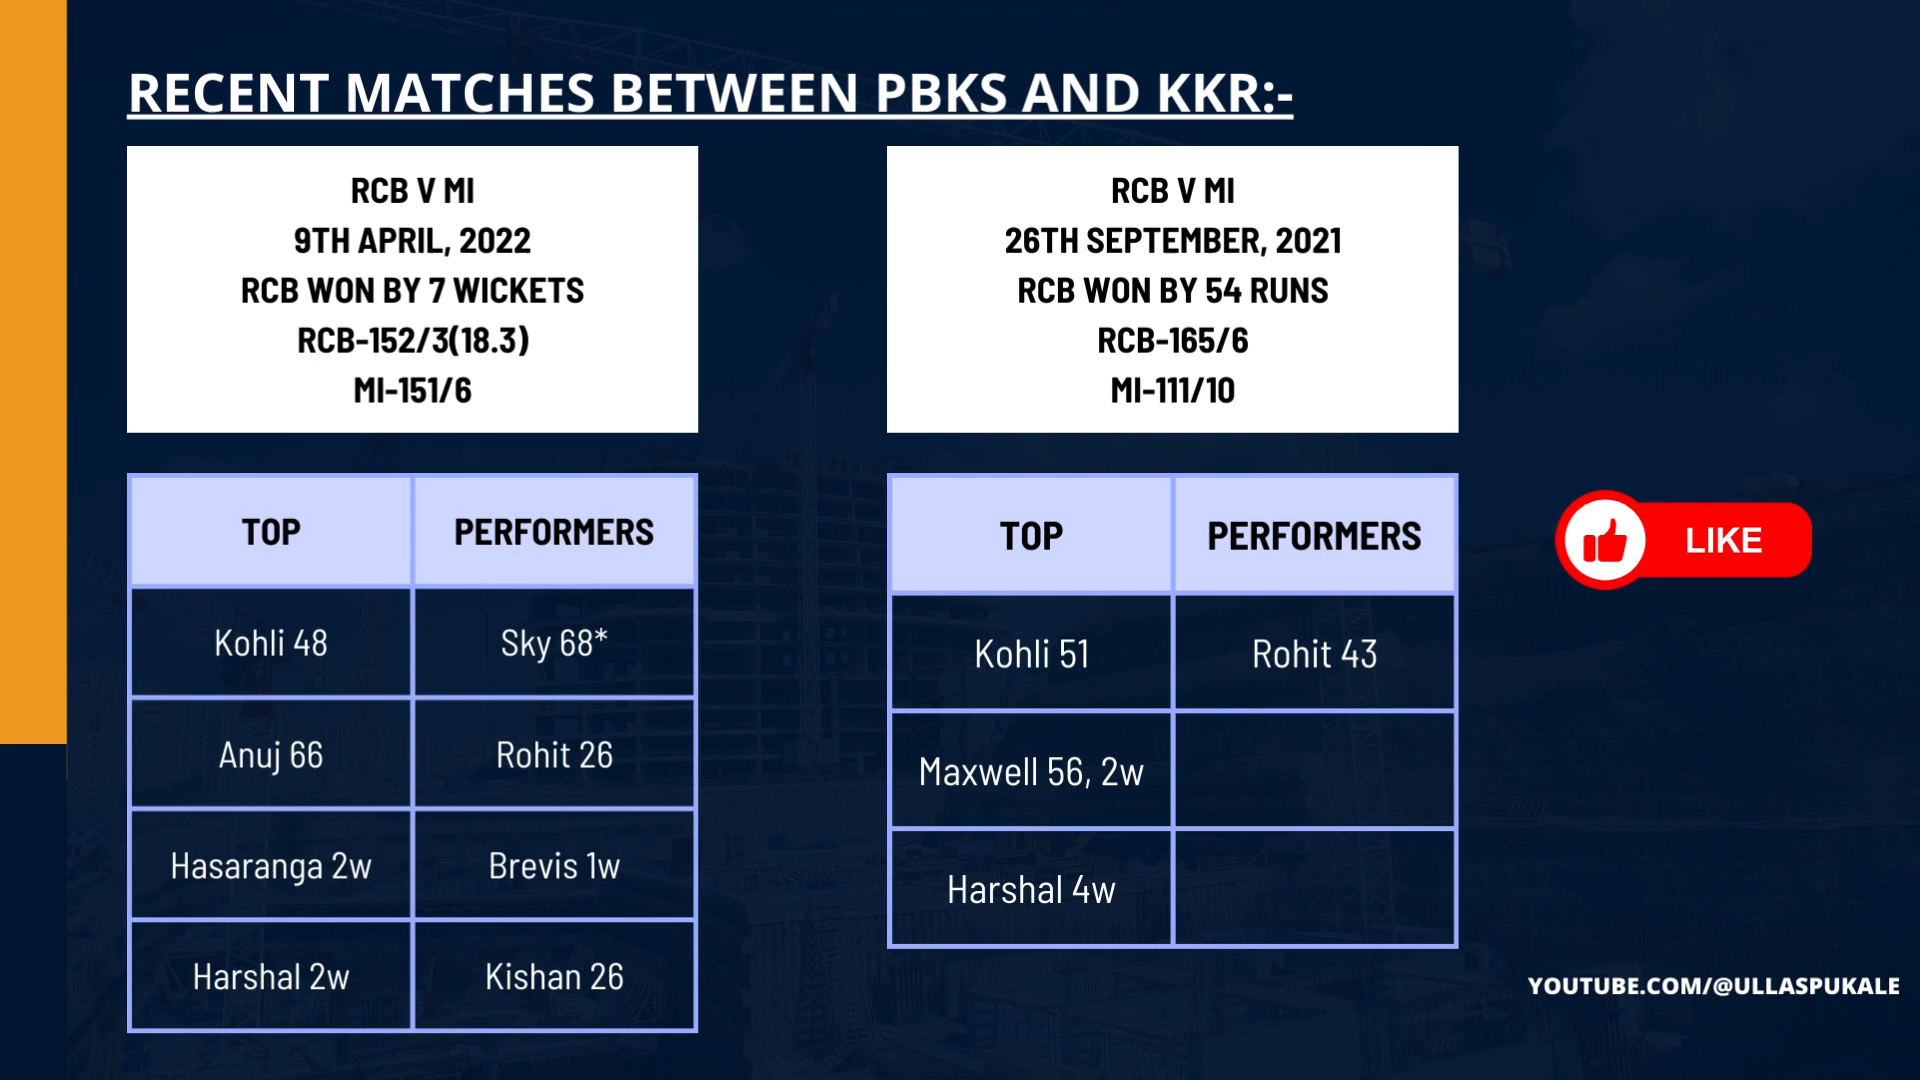 RECENT MATCHES BETWEEN PBKS AND KKR:-
RCB V MI
9TH APRIL, 2022
RCB WON BY 7 WICKETS
RCB-152/3(18.3)
MI-151/6
RCB V MI
26TH SEPTEMBER, 2021
RCB WON BY 54 RUNS
RCB-165/6
MI-111/10
TOP PERFORMERS
Kohli 48 Sky 68*
Anuj 66 Rohit 26
Hasaranga 2w Brevis 1w
Harshal 2w Kishan 26
TOP PERFORMERS
Kohli 51 Rohit 43
Maxwell 56, 2w
Harshal 4w
LIKE
YOUTUBE.COM/@ULLASPUKALE